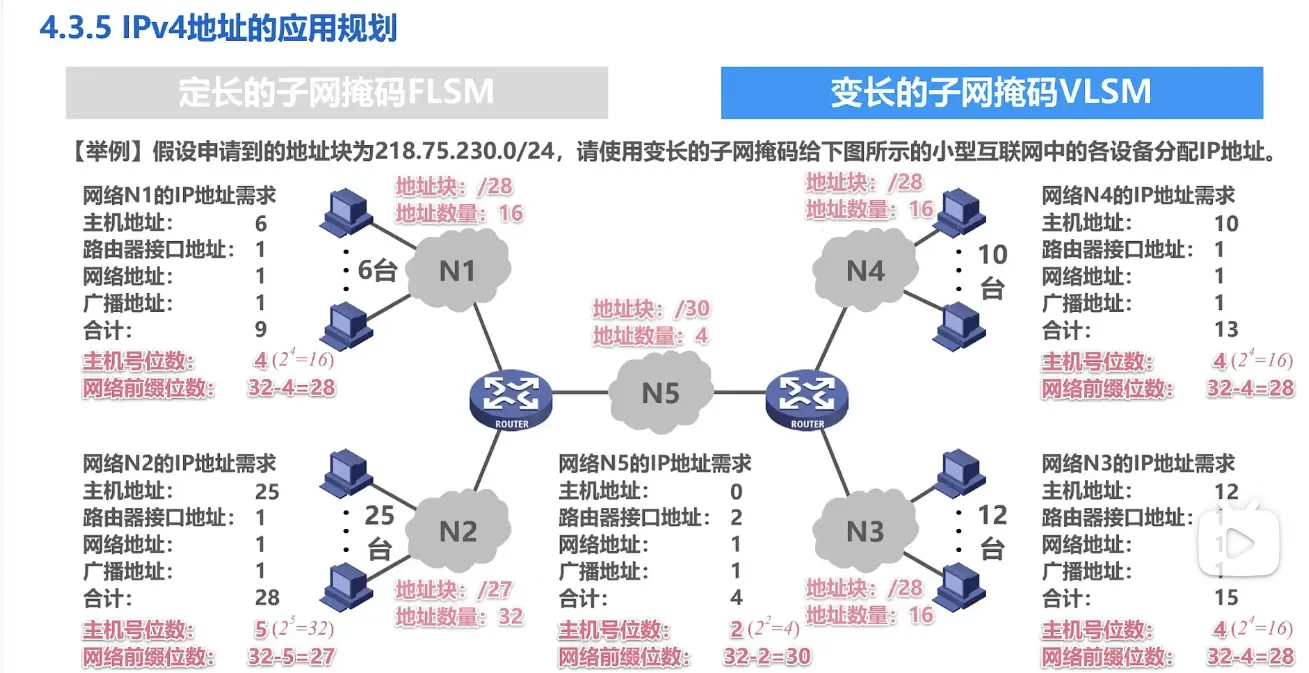 4.3.5 IPv4地址的应用规划
定长的子网掩码FLSM
变长的子网掩码VLSM
【举例】假设申请到的地址块为218.75.230.0/24，请使用变长的子网掩码给下图所示的小型互联网中的各设备分配IP地址。
网络N1的IP地址需求
主机地址： 6
路由器接口地址： 1
网络地址： 1
广播地址： 1
合计： 9
主机号位数： 4 (2^4=16)
网络前缀位数： 32-4=28
地址块：/28
地址数量：16
6台
N1
地址块：/28
地址数量：16
N4
10
台
网络N4的IP地址需求
主机地址： 10
路由器接口地址： 1
网络地址： 1
广播地址： 1
合计： 13
主机号位数： 4 (2^4=16)
网络前缀位数： 32-4=28
地址块：/30
地址数量：4
ROUTER
N5
ROUTER
网络N2的IP地址需求
主机地址： 25
路由器接口地址： 1
网络地址： 1
广播地址： 1
合计： 28
主机号位数： 5 (2^5=32)
网络前缀位数： 32-5=27
25
台
N2
地址块：/27
地址数量：32
网络N5的IP地址需求
主机地址： 0
路由器接口地址： 2
网络地址： 1
广播地址： 1
合计： 4
主机号位数： 2 (2^2=4)
网络前缀位数： 32-2=30
N3
12
台
地址块：/28
地址数量：16
网络N3的IP地址需求
主机地址： 12
路由器接口地址： 1
网络地址： 1
广播地址： 1
合计： 15
主机号位数： 4 (2^4=16)
网络前缀位数： 32-4=28